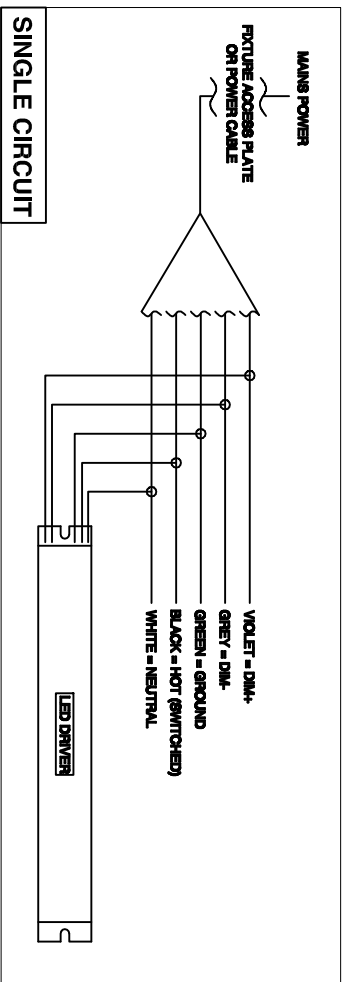 MAINS POWER
FIXTURE ACCESS PLATE
OR POWER CABLE
VIOLET = DIM+
GREY = DIM-
GREEN = GROUND
BLACK = HOT (SWITCHED)
WHITE = NEUTRAL
LED DRIVER
SINGLE CIRCUIT